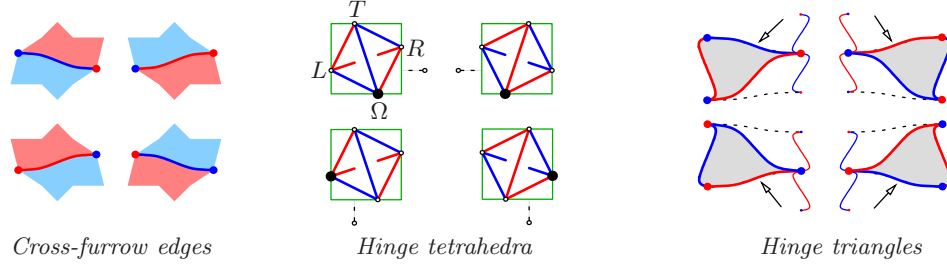 T
L
R
Ω
Cross-furrow edges
Hinge tetrahedra
Hinge triangles